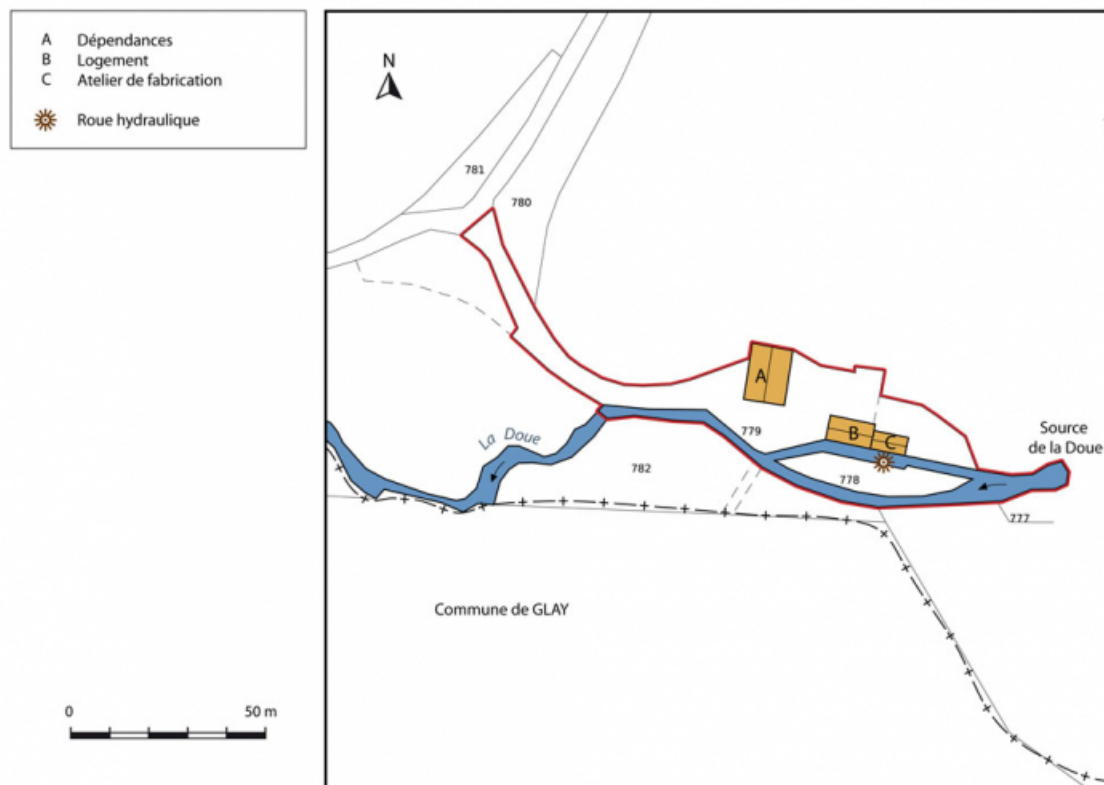 A Dépendances
B Logement
C Atelier de fabrication
Roue hydraulique
N
781
780
A
B
C
779
778
782
777
La Doue
Source
de la Doue
Commune de GLAY
0 50 m